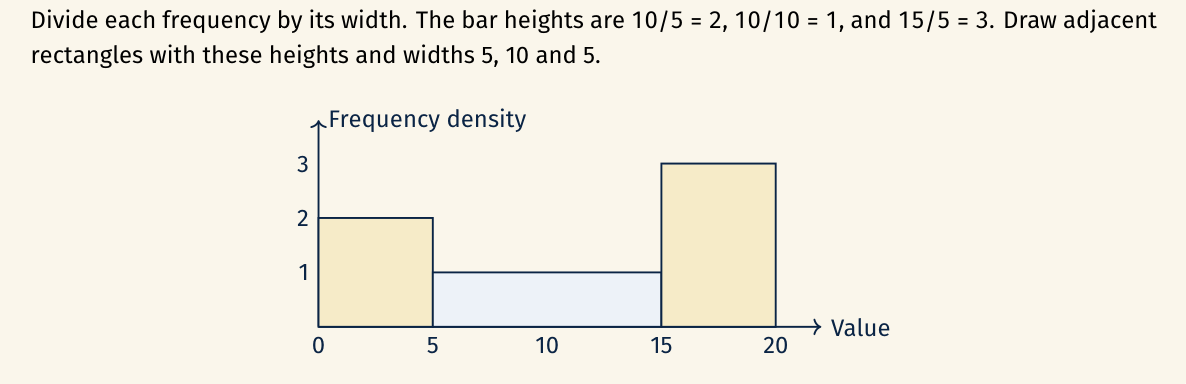 Divide each frequency by its width. The bar heights are 10/5 = 2, 10/10 = 1, and 15/5 = 3. Draw adjacent
rectangles with these heights and widths 5, 10 and 5.
Frequency density
3
2
1
0 5 10 15 20
Value